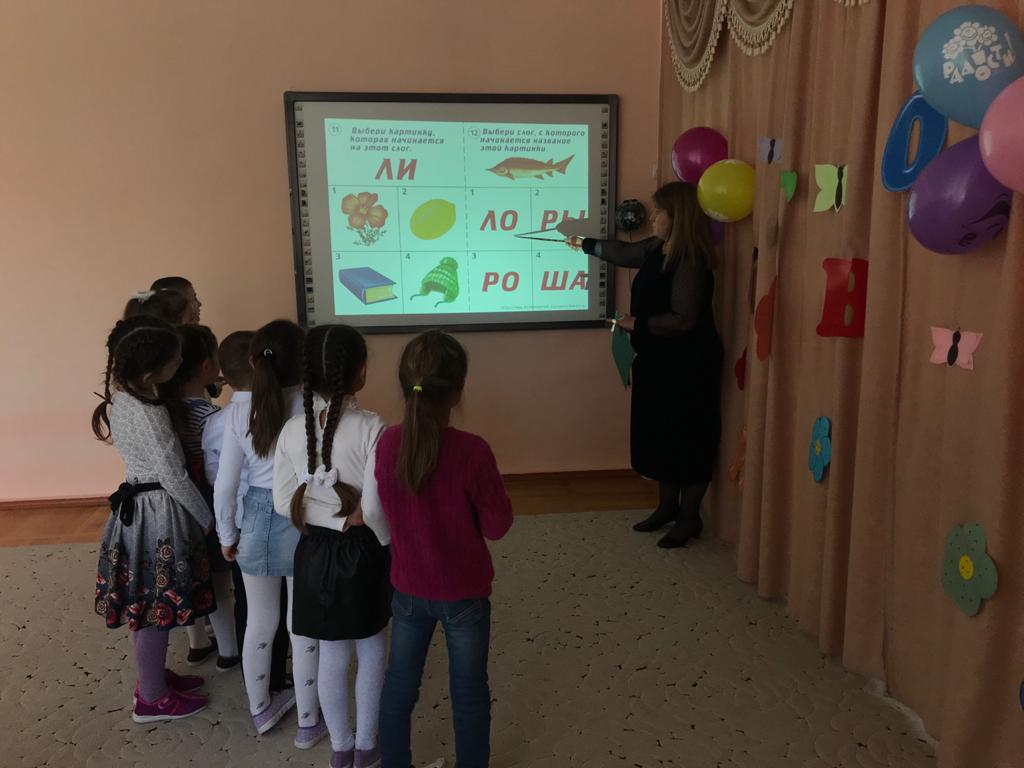 11
Выбери картинку,
которая начинается
на этот слог:
ЛИ
1
2
3
4
12
Выбери слог, с которого
начинается название
этой картинки.
1
2
ЛО
РЫ
3
4
РО
ША
РАДОСТИ
О
В